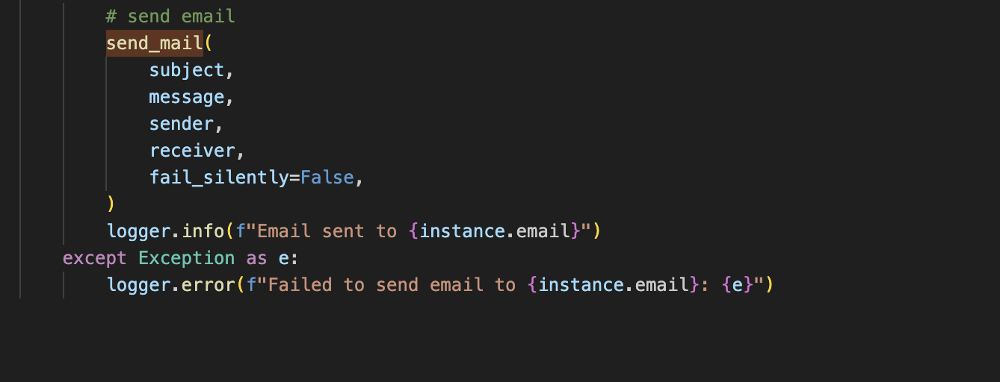 # send email
send_mail(
subject,
message,
sender,
receiver,
fail_silently=False,
)
logger.info(f"Email sent to {instance.email}")
except Exception as e:
logger.error(f"Failed to send email to {instance.email}: {e}")